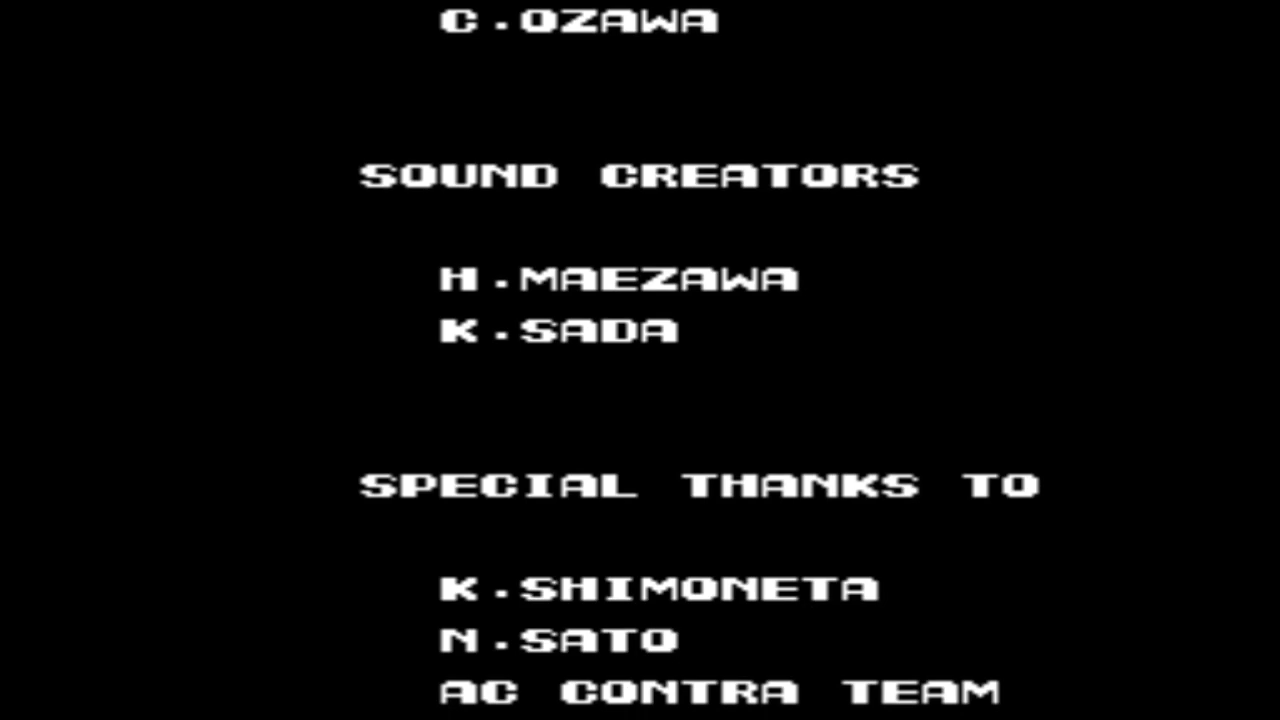 C.OZAWA
SOUND CREATORS
H.MAEZAWA
K.SADA
SPECIAL THANKS TO
K.SHIMONETA
N.SATO
AC CONTRA TEAM